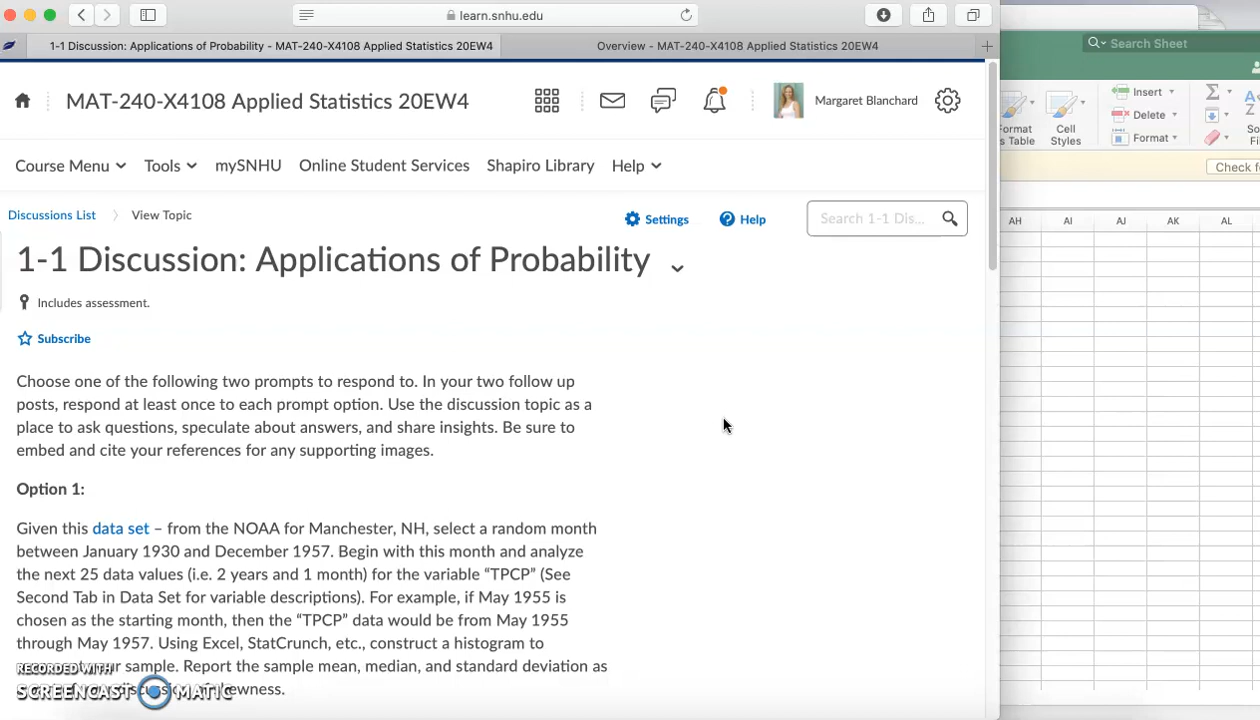 learn.snhu.edu
1-1 Discussion: Applications of Probability - MAT-240-X4108 Applied Statistics 20EW4
Overview - MAT-240-X4108 Applied Statistics 20EW4
Search Sheet
MAT-240-X4108 Applied Statistics 20EW4
Margaret Blanchard
Insert
Delete
Format
Format
Table
Cell
Styles
Check
Course Menu Tools mySNHU Online Student Services Shapiro Library Help
Discussions List View Topic
Settings Help Search 1-1 Dis...
AH AI AJ AK AL
1-1 Discussion: Applications of Probability
Includes assessment.
Subscribe
Choose one of the following two prompts to respond to. In your two follow up
posts, respond at least once to each prompt option. Use the discussion topic as a
place to ask questions, speculate about answers, and share insights. Be sure to
embed and cite your references for any supporting images.
Option 1:
Given this data set – from the NOAA for Manchester, NH, select a random month
between January 1930 and December 1957. Begin with this month and analyze
the next 25 data values (i.e. 2 years and 1 month) for the variable “TPCP” (See
Second Tab in Data Set for variable descriptions). For example, if May 1955 is
chosen as the starting month, then the “TPCP” data would be from May 1955
through May 1957. Using Excel, StatCrunch, etc., construct a histogram to
sample. Report the sample mean, median, and standard deviation as
RECORDED WITH
SCREENCAST MATIC